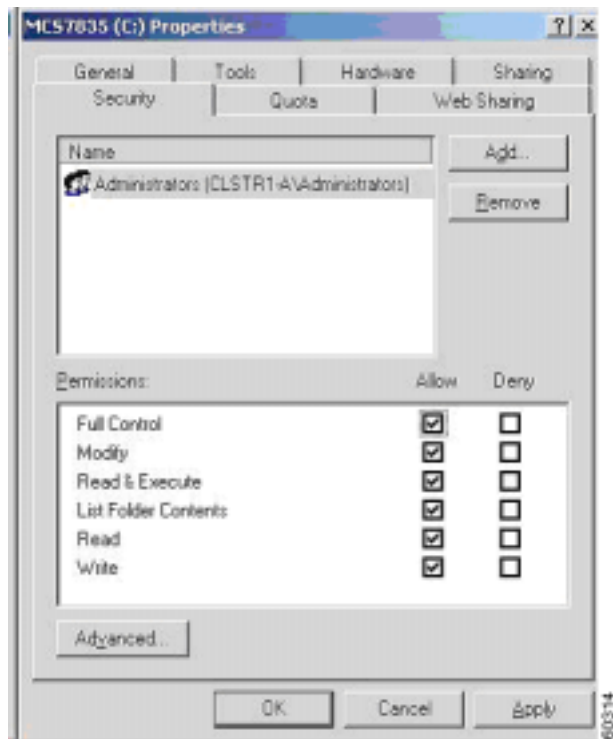 MCS7835 (C:) Properties
General Tools Hardware Sharing
Security Quota Web Sharing
Name
Add...
Administrators (CLSTR1-A\Administrators)
Remove
Permissions: Allow Deny
Full Control
Modify
Read & Execute
List Folder Contents
Read
Write
Advanced...
OK Cancel Apply
60314